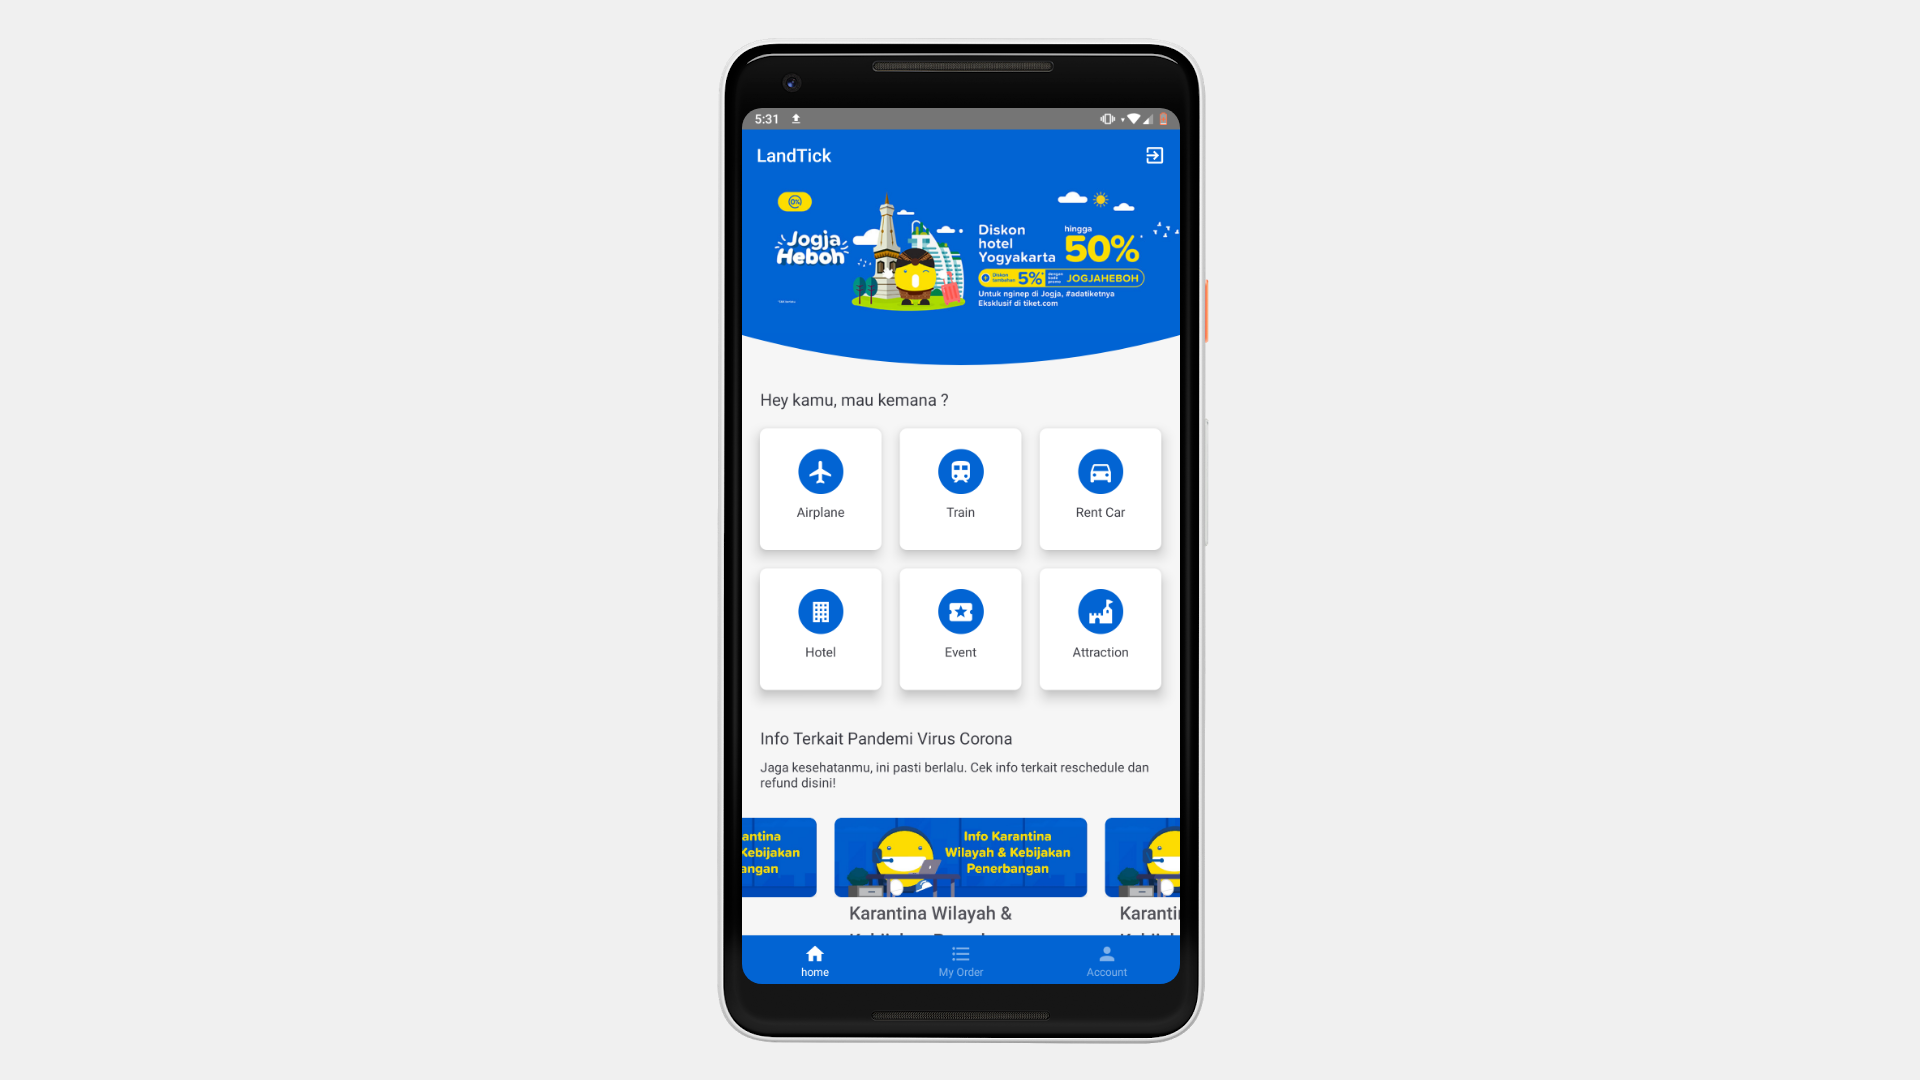 5:31
LandTick
0%
Jogja
Heboh
Diskon
hotel
Yogyakarta
hingga
50%
Diskon
tambahan
5%
JOGJAHEBOH
Untuk nginep di Jogja, #adatiketnya
Eksklusif di tiket.com
Hey kamu, mau kemana ?
Airplane
Train
Rent Car
Hotel
Event
Attraction
Info Terkait Pandemi Virus Corona
Jaga kesehatanmu, ini pasti berlalu. Cek info terkait reschedule dan
refund disini!
antina
Kebijakan
angan
Info Karantina
Wilayah & Kebijakan
Penerbangan
Karantina Wilayah &
Karanti
home
My Order
Account